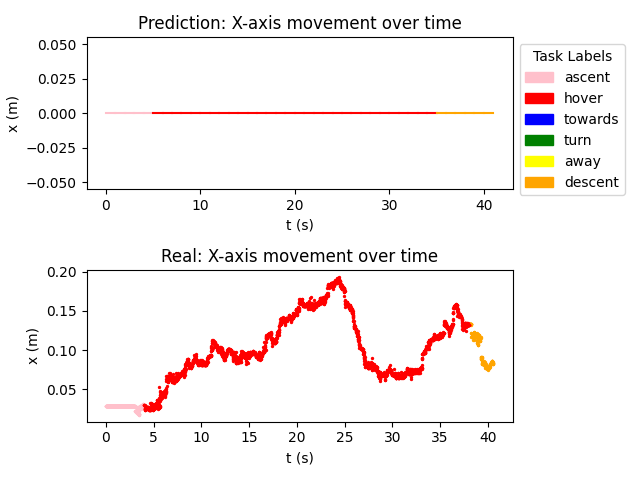 Prediction: X-axis movement over time
0.050
0.025
0.000
−0.025
−0.050
x (m)
0
10
20
30
40
t (s)
Task Labels
ascent
hover
towards
turn
away
descent
Real: X-axis movement over time
0.20
0.15
0.10
0.05
x (m)
0
5
10
15
20
25
30
35
40
t (s)